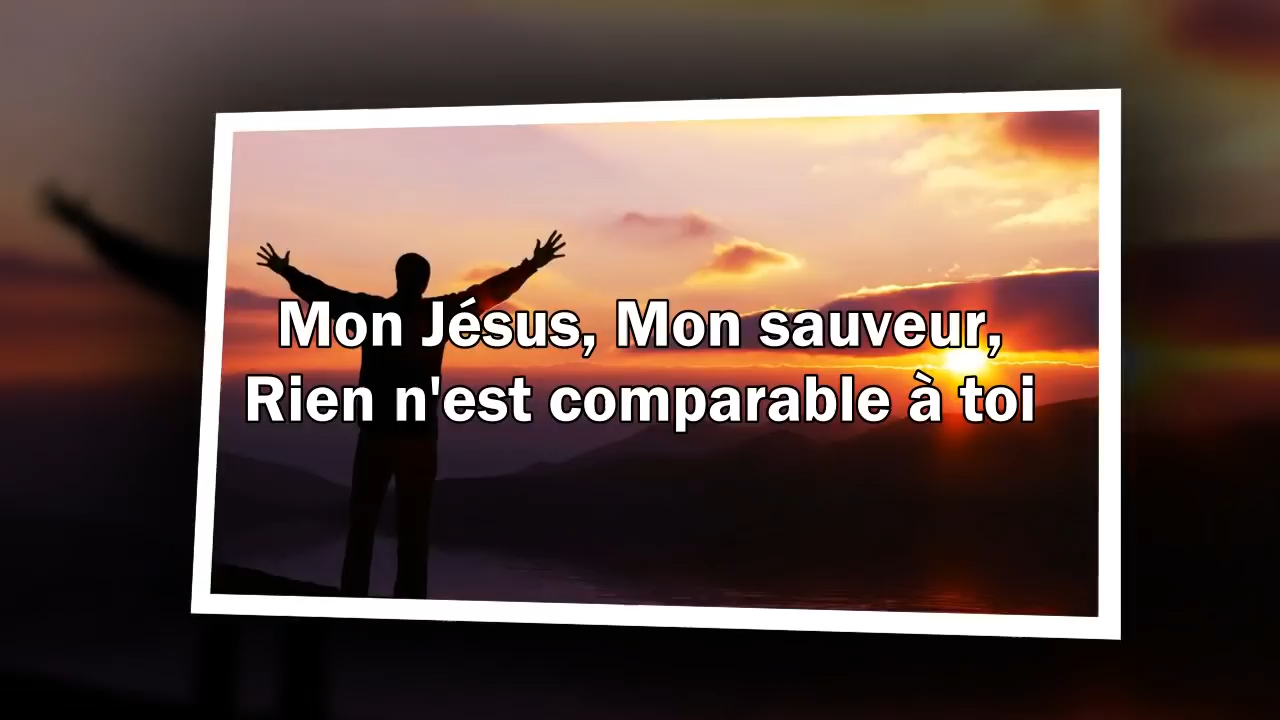 Mon Jésus, Mon sauveur,
Rien n'est comparable à toi